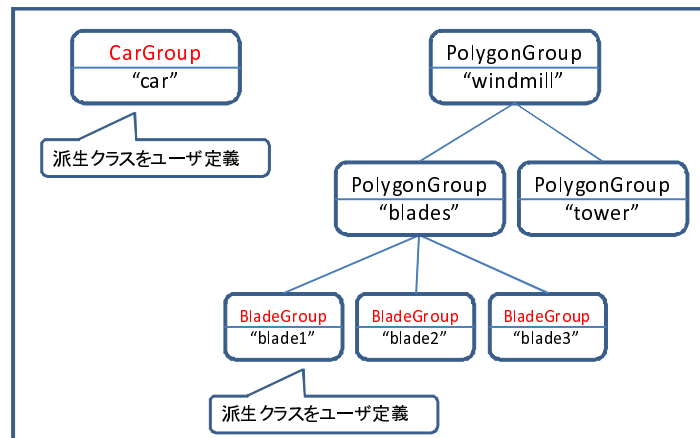 CarGroup
“car”
PolygonGroup
“windmill”
派生クラスをユーザ定義
PolygonGroup
“blades”
PolygonGroup
“tower”
BladeGroup
“blade1”
BladeGroup
“blade2”
BladeGroup
“blade3”
派生クラスをユーザ定義